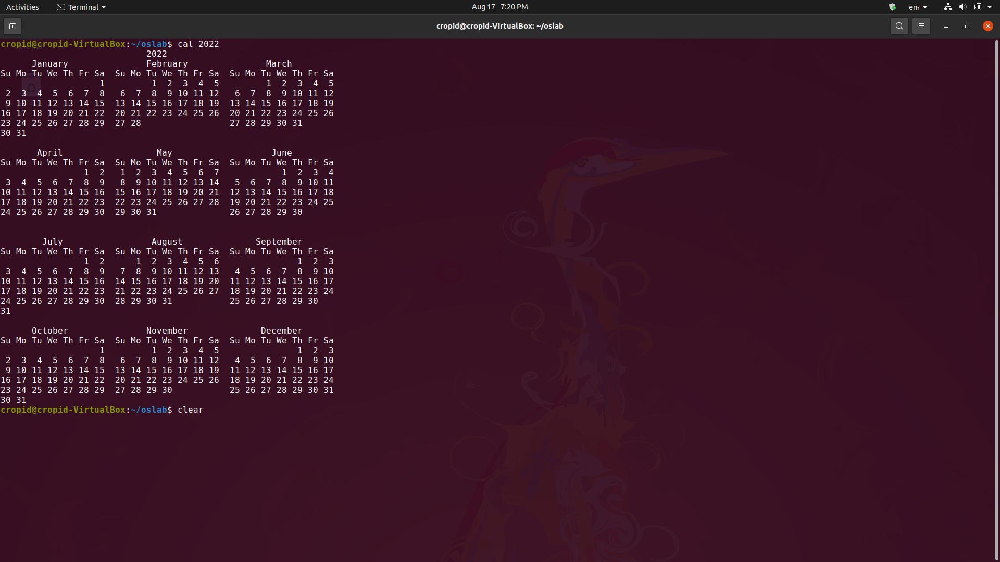 Activities Terminal Aug 17 7:20 PM en₁
cropid@cropid-VirtualBox: ~/oslab
cropid@cropid-VirtualBox:~/oslab$ cal 2022
                            2022
      January               February               March
Su Mo Tu We Th Fr Sa  Su Mo Tu We Th Fr Sa  Su Mo Tu We Th Fr Sa
                   1         1  2  3  4  5         1  2  3  4  5
 2  3  4  5  6  7  8   6  7  8  9 10 11 12   6  7  8  9 10 11 12
 9 10 11 12 13 14 15  13 14 15 16 17 18 19  13 14 15 16 17 18 19
16 17 18 19 20 21 22  20 21 22 23 24 25 26  20 21 22 23 24 25 26
23 24 25 26 27 28 29  27 28                 27 28 29 30 31
30 31
       April                  May                   June
Su Mo Tu We Th Fr Sa  Su Mo Tu We Th Fr Sa  Su Mo Tu We Th Fr Sa
                1  2   1  2  3  4  5  6  7            1  2  3  4
 3  4  5  6  7  8  9   8  9 10 11 12 13 14   5  6  7  8  9 10 11
10 11 12 13 14 15 16  15 16 17 18 19 20 21  12 13 14 15 16 17 18
17 18 19 20 21 22 23  22 23 24 25 26 27 28  19 20 21 22 23 24 25
24 25 26 27 28 29 30  29 30 31              26 27 28 29 30
        July                 August              September
Su Mo Tu We Th Fr Sa  Su Mo Tu We Th Fr Sa  Su Mo Tu We Th Fr Sa
                1  2      1  2  3  4  5  6               1  2  3
 3  4  5  6  7  8  9   7  8  9 10 11 12 13   4  5  6  7  8  9 10
10 11 12 13 14 15 16  14 15 16 17 18 19 20  11 12 13 14 15 16 17
17 18 19 20 21 22 23  21 22 23 24 25 26 27  18 19 20 21 22 23 24
24 25 26 27 28 29 30  28 29 30 31           25 26 27 28 29 30
31
      October               November              December
Su Mo Tu We Th Fr Sa  Su Mo Tu We Th Fr Sa  Su Mo Tu We Th Fr Sa
                   1         1  2  3  4  5               1  2  3
 2  3  4  5  6  7  8   6  7  8  9 10 11 12   4  5  6  7  8  9 10
 9 10 11 12 13 14 15  13 14 15 16 17 18 19  11 12 13 14 15 16 17
16 17 18 19 20 21 22  20 21 22 23 24 25 26  18 19 20 21 22 23 24
23 24 25 26 27 28 29  27 28 29 30           25 26 27 28 29 30 31
30 31
cropid@cropid-VirtualBox:~/oslab$ clear